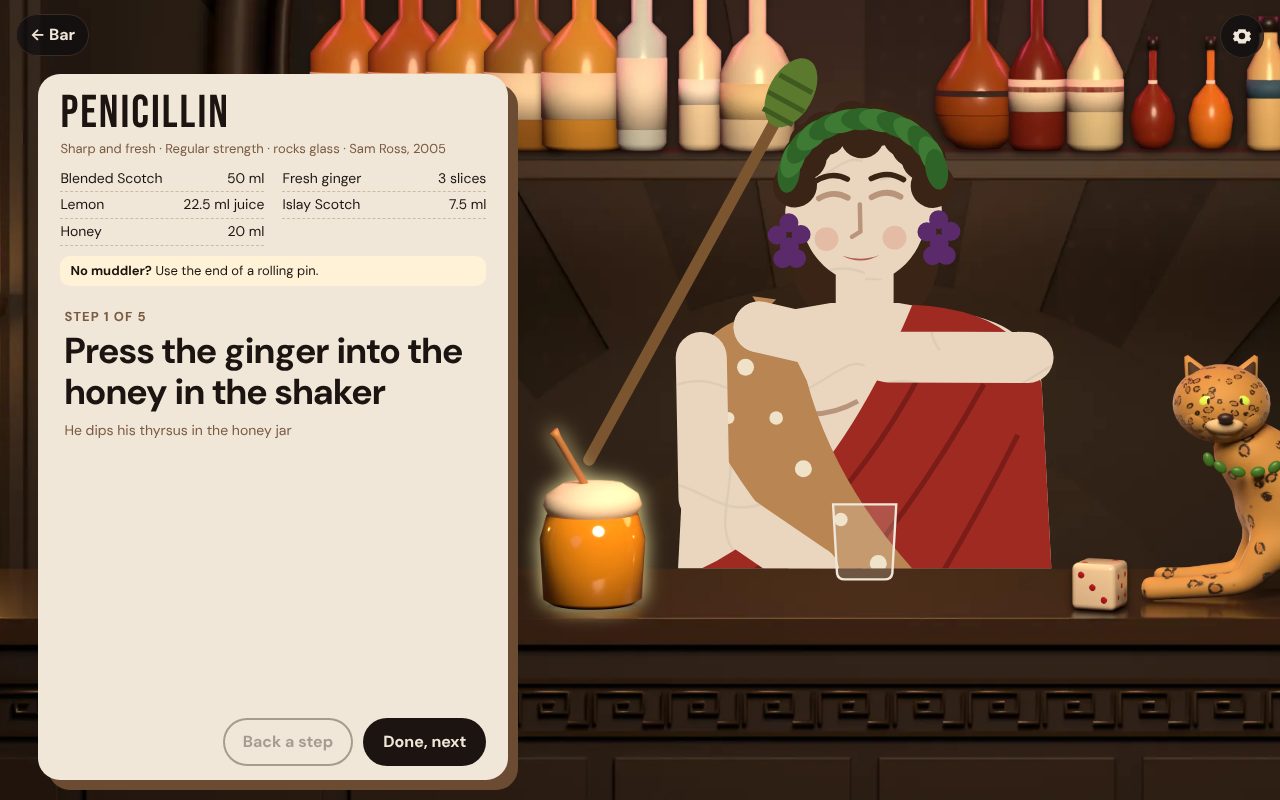 ← Bar
PENICILLIN
Sharp and fresh · Regular strength · rocks glass · Sam Ross, 2005
Blended Scotch 50 ml
Fresh ginger 3 slices
Lemon 22.5 ml juice
Islay Scotch 7.5 ml
Honey 20 ml
No muddler? Use the end of a rolling pin.
STEP 1 OF 5
Press the ginger into the
honey in the shaker
He dips his thyrsus in the honey jar
Back a step
Done, next